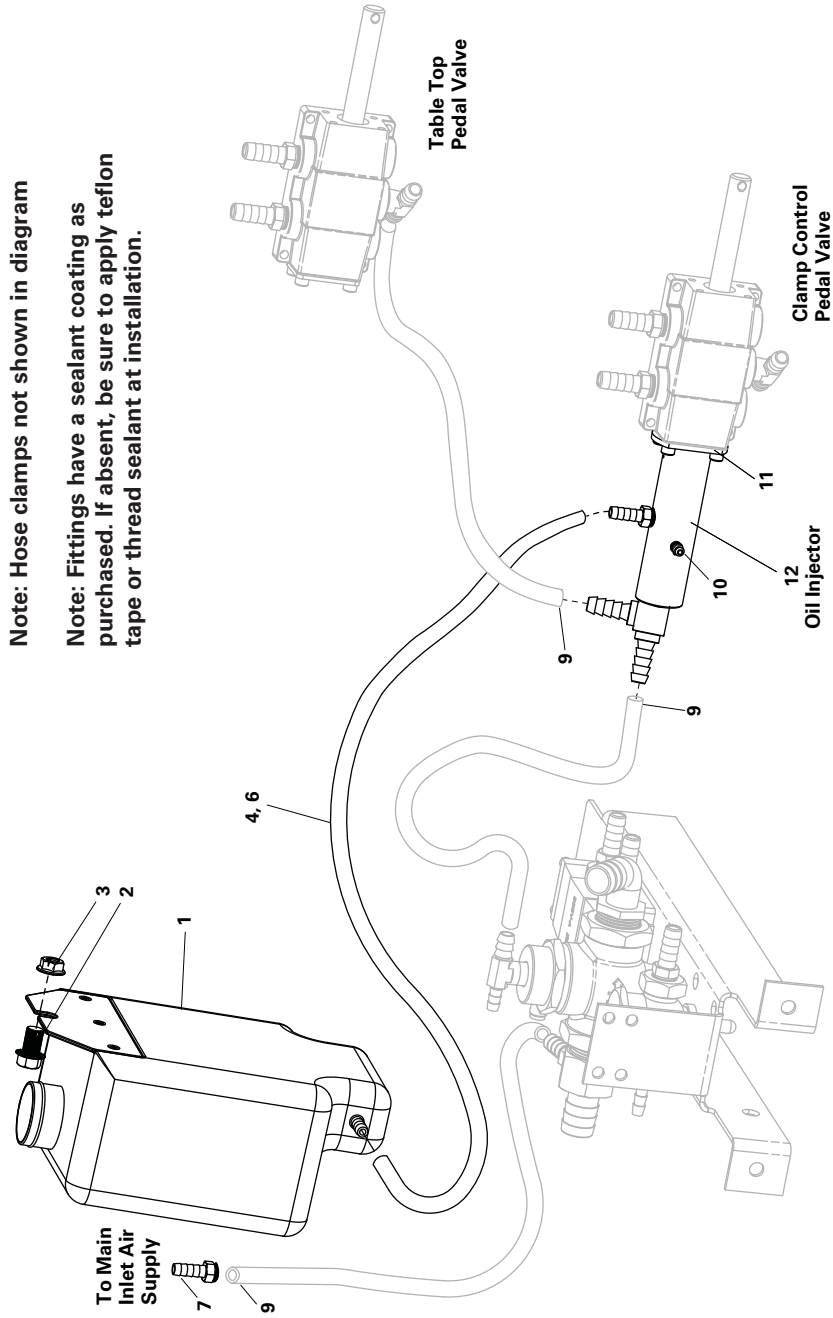 Note: Hose clamps not shown in diagram
Note: Fittings have a sealant coating as
purchased. If absent, be sure to apply teflon
tape or thread sealant at installation.
3
2
1
4, 6
To Main
Inlet Air
Supply
7
9
9
9
10
11
12
Oil Injector
Table Top
Pedal Valve
Clamp Control
Pedal Valve